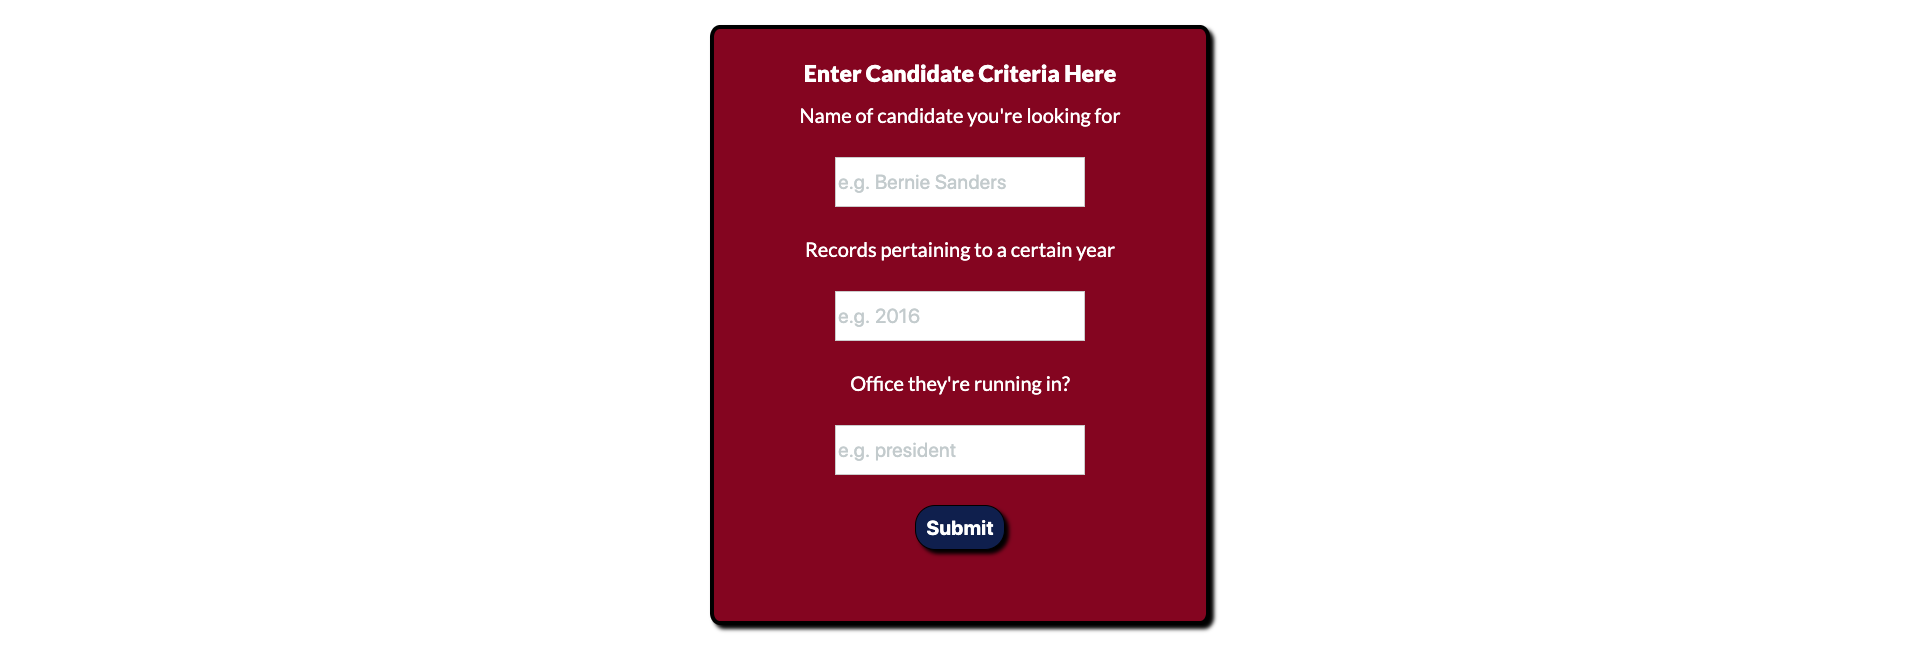 Enter Candidate Criteria Here
Name of candidate you're looking for
e.g. Bernie Sanders
Records pertaining to a certain year
e.g. 2016
Office they're running in?
e.g. president
Submit